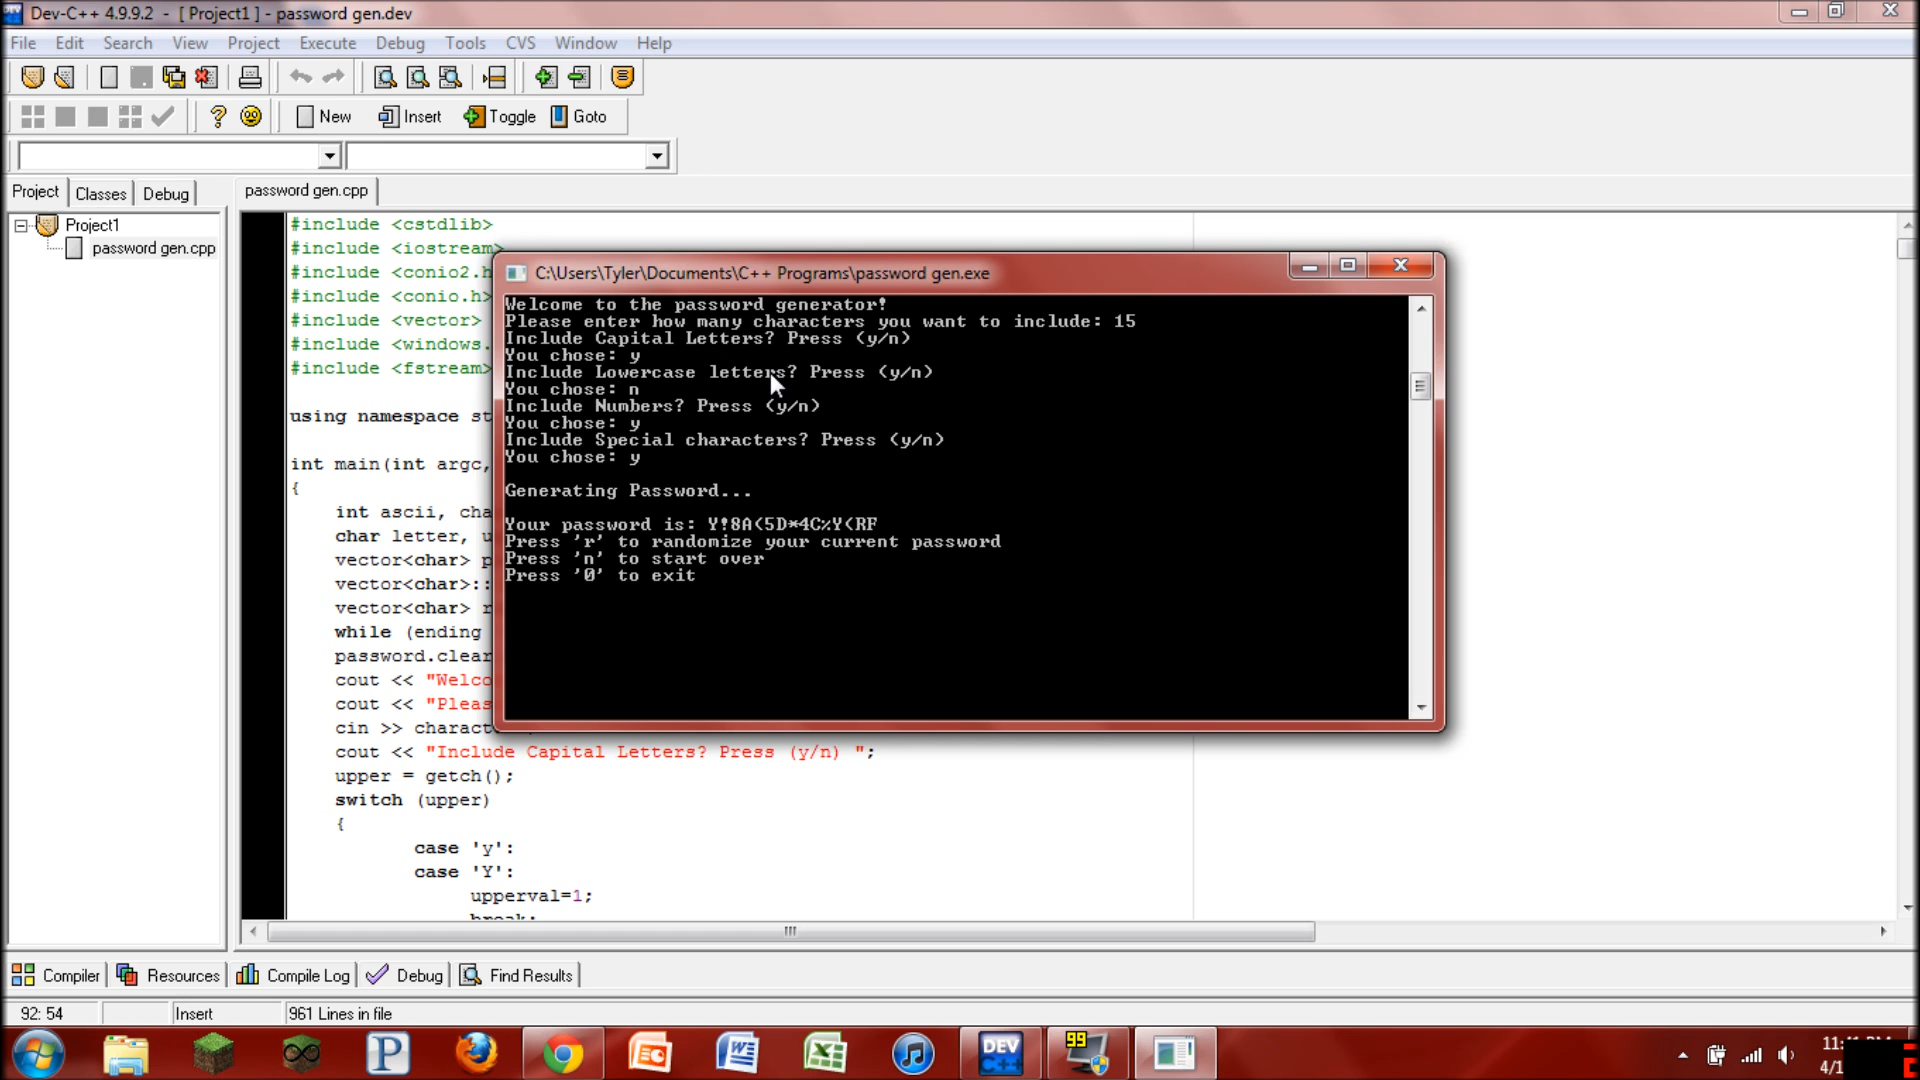 Dev-C++ 4.9.9.2 - [ Project1 ] - password gen.dev
File Edit Search View Project Execute Debug Tools CVS Window Help
New Insert Toggle Goto
Project Classes Debug password gen.cpp
Project1
password gen.cpp
#include <cstdlib>
#include <iostream>
#include <conio2.h
#include <conio.h>
#include <vector>
#include <windows.
#include <fstream>
using namespace st
int main(int argc,
{
int ascii, cha
char letter, u
vector<char> p
vector<char>::
vector<char> r
while (ending
password.clear
cout << "Welco
cout << "Pleas
cin >> charact
cout << "Include Capital Letters? Press (y/n) ";
upper = getch();
switch (upper)
{
case 'y':
case 'Y':
upperval=1;
break;
C:\Users\Tyler\Documents\C++ Programs\password gen.exe
Welcome to the password generator!
Please enter how many characters you want to include: 15
Include Capital Letters? Press (y/n)
You chose: y
Include Lowercase letters? Press (y/n)
You chose: n
Include Numbers? Press (y/n)
You chose: y
Include Special characters? Press (y/n)
You chose: y
Generating Password...
Your password is: Y!8A(5D*4C%Y(RF
Press 'r' to randomize your current password
Press 'n' to start over
Press '0' to exit
Compiler Resources Compile Log Debug Find Results
92: 54 Insert 961 Lines in file
P
DEV C++
99
4/1